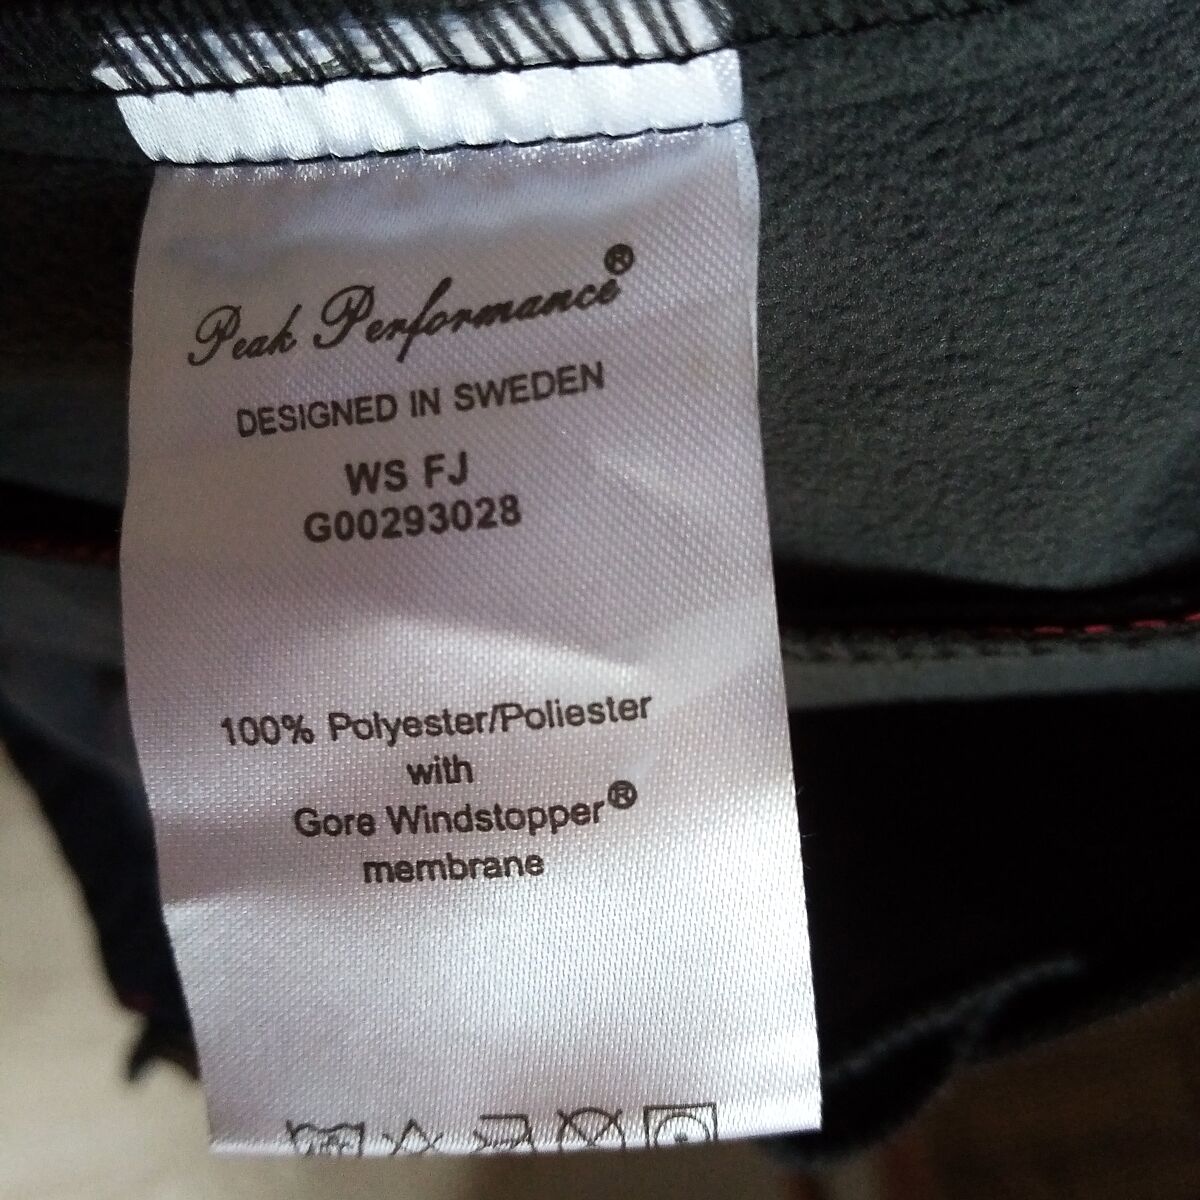 Peak Performance®
DESIGNED IN SWEDEN
WS FJ
G00293028
100% Polyester/Poliester
with
Gore Windstopper®
membrane